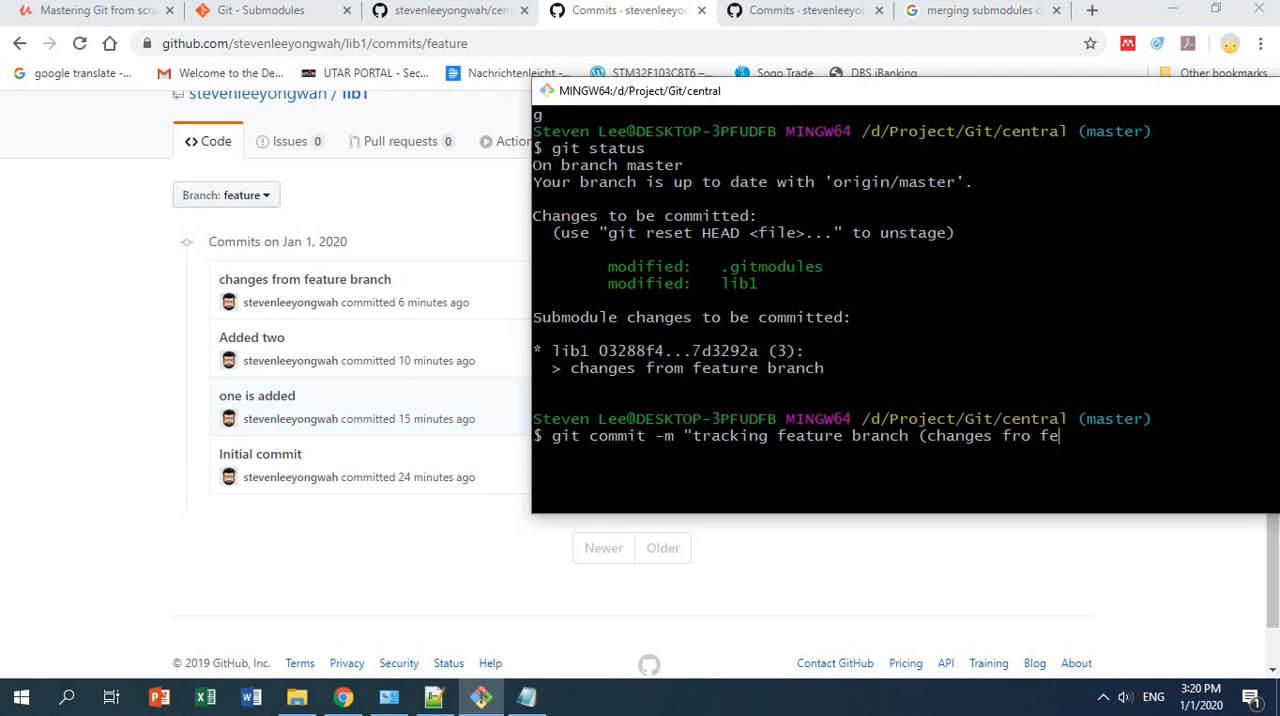 Mastering Git from scra
Git - Submodules
stevenleeyongwah/cen
Commits · stevenleeyon
Commits · stevenleeyon
merging submodules c
github.com/stevenleeyongwah/lib1/commits/feature
google translate -...
Welcome to the De...
UTAR PORTAL - Sec...
Nachrichtenleicht -...
STM32F103C8T6 –...
Sogo Trade
DBS iBanking
Other bookmarks
stevenleeyongwah / lib1
Code
Issues 0
Pull requests 0
Action
Branch: feature
Commits on Jan 1, 2020
changes from feature branch
stevenleeyongwah committed 6 minutes ago
Added two
stevenleeyongwah committed 10 minutes ago
one is added
stevenleeyongwah committed 15 minutes ago
Initial commit
stevenleeyongwah committed 24 minutes ago
Newer
Older
MINGW64:/d/Project/Git/central
g
Steven Lee@DESKTOP-3PFUDFB MINGW64 /d/Project/Git/central (master)
$ git status
On branch master
Your branch is up to date with 'origin/master'.
Changes to be committed:
(use "git reset HEAD <file>..." to unstage)
modified: .gitmodules
modified: lib1
Submodule changes to be committed:
* lib1 03288f4...7d3292a (3):
> changes from feature branch
Steven Lee@DESKTOP-3PFUDFB MINGW64 /d/Project/Git/central (master)
$ git commit -m "tracking feature branch (changes fro fe
© 2019 GitHub, Inc.
Terms
Privacy
Security
Status
Help
Contact GitHub
Pricing
API
Training
Blog
About
ENG
3:20 PM
1/1/2020
1